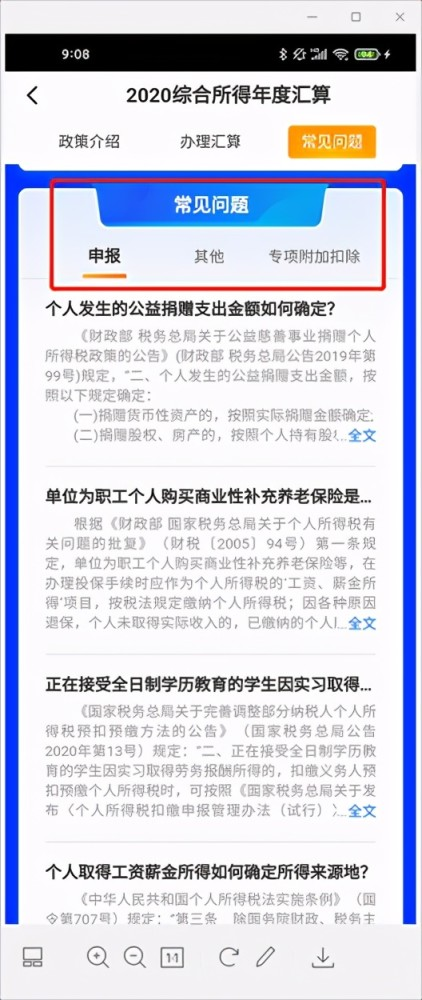 9:08
2020综合所得年度汇算
政策介绍 办理汇算 常见问题
常见问题
申报 其他 专项附加扣除
个人发生的公益捐赠支出金额如何确定？
《财政部 税务总局关于公益慈善事业捐赠个人
所得税政策的公告》(财政部 税务总局公告2019年第
99号)规定，“二、个人发生的公益捐赠支出金额，按
照以下规定确定：
(一)捐赠货币性资产的，按照实际捐赠金额确定;
(二)捐赠股权、房产的，按照个人持有股...全文
单位为职工个人购买商业性补充养老保险是...
根据《财政部 国家税务总局关于个人所得税有
关问题的批复》（财税〔2005〕94号）第一条规
定，单位为职工个人购买商业性补充养老保险等，在
办理投保手续时应作为个人所得税的‘工资、薪金所
得’项目，按税法规定缴纳个人所得税；因各种原因
退保，个人未取得实际收入的，已缴纳的个人...全文
正在接受全日制学历教育的学生因实习取得...
《国家税务总局关于完善调整部分纳税人个人所
得税预扣预缴方法的公告》（国家税务总局公告
2020年第13号）规定：“二、正在接受全日制学历教
育的学生因实习取得劳务报酬所得的，扣缴义务人预
扣预缴个人所得税时，可按照《国家税务总局关于发
布〈个人所得税扣缴申报管理办法（试行）〉...全文
个人取得工资薪金所得如何确定所得来源地？
《中华人民共和国个人所得税法实施条例》（国
令第707号）规定：“第三条 除国务院财政、税务主
1:1